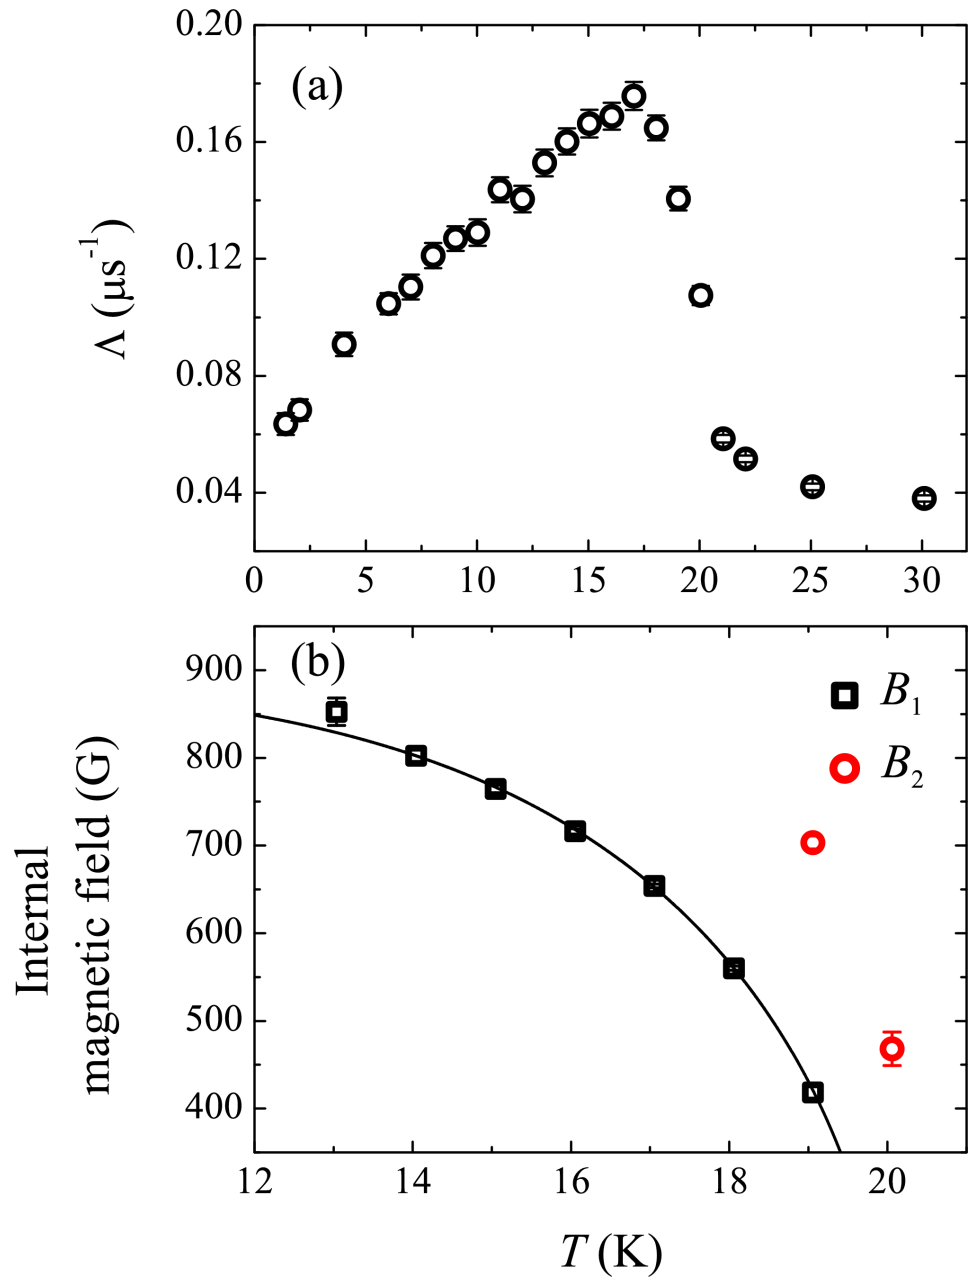 0.20
(a)
0.16
0.12
0.08
0.04
Λ (μs⁻¹)
0 5 10 15 20 25 30
(b)
900
800
700
600
500
400
B₁
B₂
Internal
magnetic field (G)
12 14 16 18 20
T (K)